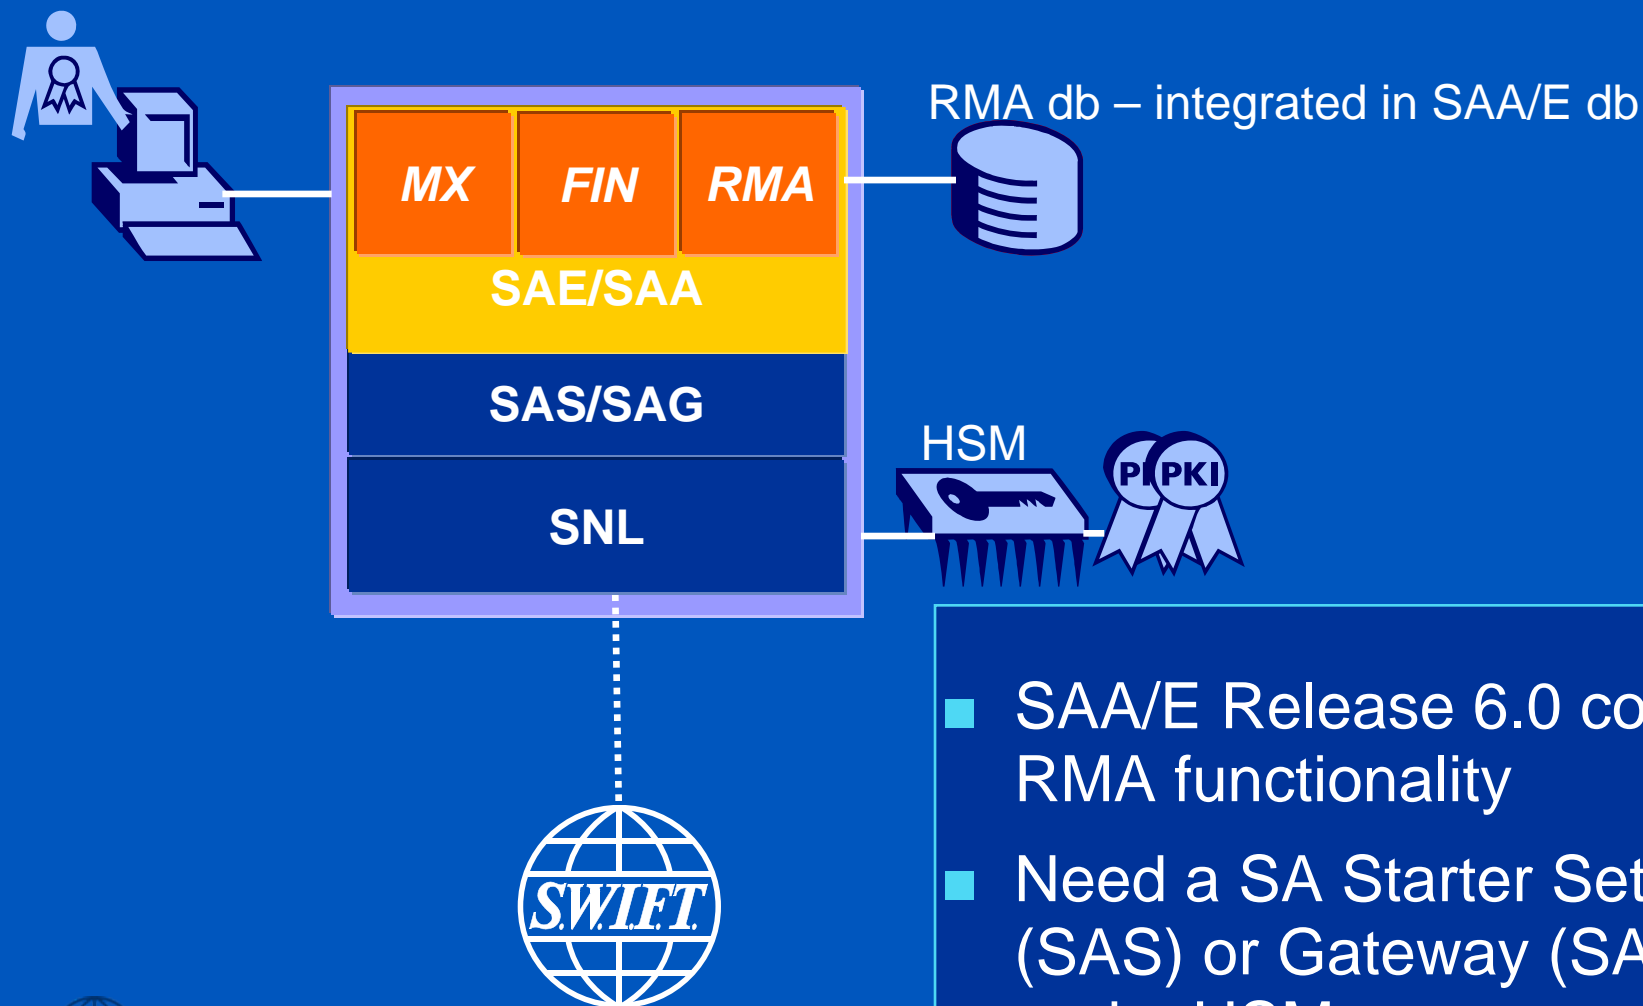 RMA db – integrated in SAA/E db
MX
FIN
RMA
SAE/SAA
SAS/SAG
HSM
PKI
SNL
SAA/E Release 6.0
RMA functionality
Need a SA Starter Set
(SAS) or Gateway
S.W.I.F.T.
HSM